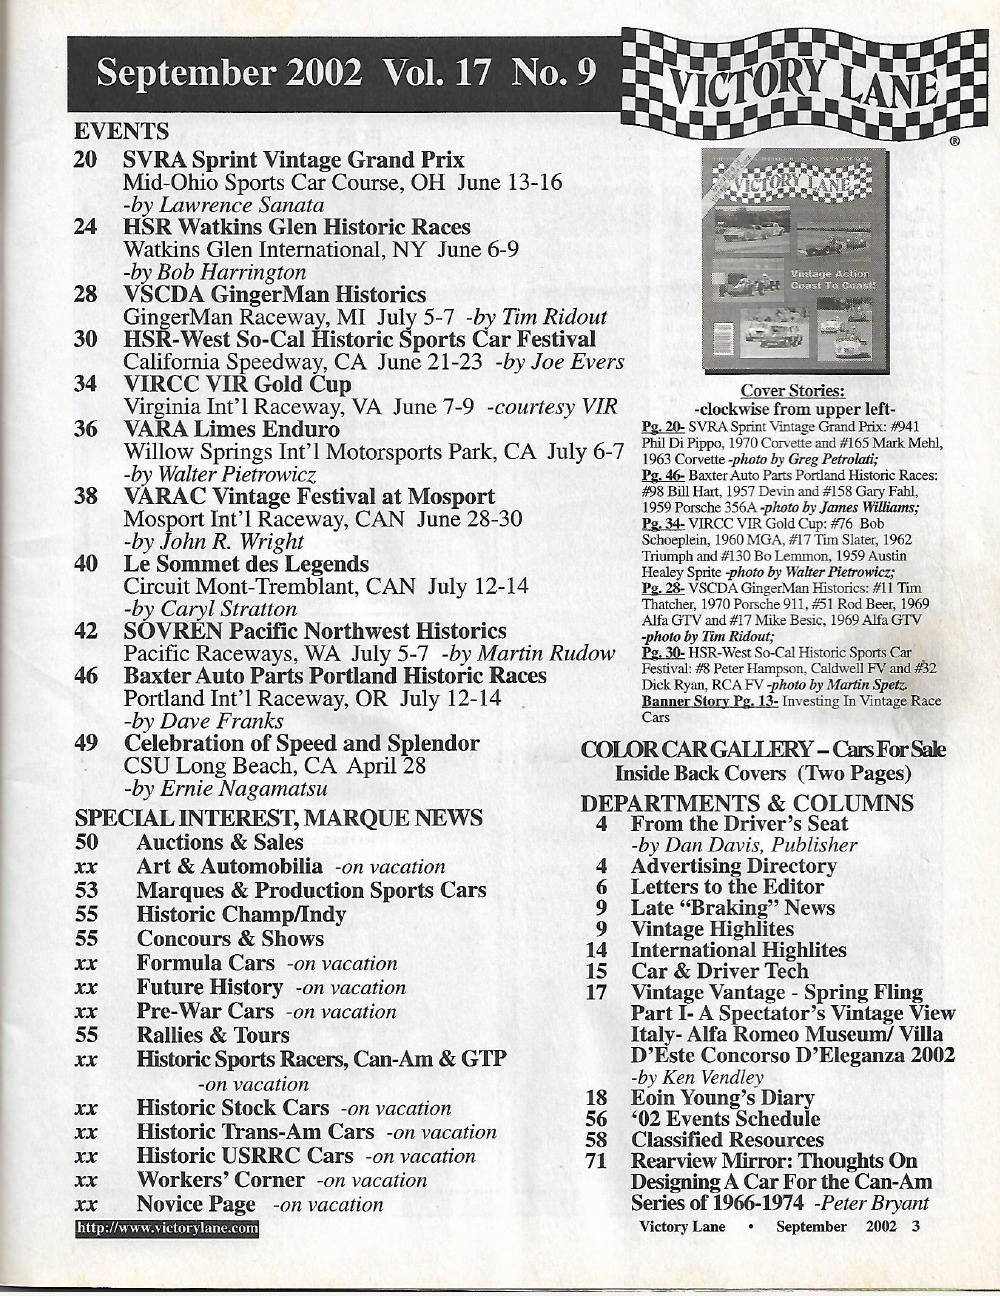 September 2002 Vol. 17 No. 9
VICTORY LANE
®
EVENTS
20 SVRA Sprint Vintage Grand Prix
Mid-Ohio Sports Car Course, OH June 13-16
-by Lawrence Sanata
24 HSR Watkins Glen Historic Races
Watkins Glen International, NY June 6-9
-by Bob Harrington
28 VSCDA GingerMan Historics
GingerMan Raceway, MI July 5-7 -by Tim Ridout
30 HSR-West So-Cal Historic Sports Car Festival
California Speedway, CA June 21-23 -by Joe Evers
34 VIRCC VIR Gold Cup
Virginia Int'l Raceway, VA June 7-9 -courtesy VIR
36 VARA Limes Enduro
Willow Springs Int'l Motorsports Park, CA July 6-7
-by Walter Pietrowicz
38 VARAC Vintage Festival at Mosport
Mosport Int'l Raceway, CAN June 28-30
-by John R. Wright
40 Le Sommet des Legends
Circuit Mont-Tremblant, CAN July 12-14
-by Caryl Stratton
42 SOVREN Pacific Northwest Historics
Pacific Raceways, WA July 5-7 -by Martin Rudow
46 Baxter Auto Parts Portland Historic Races
Portland Int'l Raceway, OR July 12-14
-by Dave Franks
49 Celebration of Speed and Splendor
CSU Long Beach, CA April 28
-by Ernie Nagamatsu
SPECIAL INTEREST, MARQUE NEWS
50 Auctions & Sales
xx Art & Automobilia -on vacation
53 Marques & Production Sports Cars
55 Historic Champ/Indy
55 Concours & Shows
xx Formula Cars -on vacation
xx Future History -on vacation
xx Pre-War Cars -on vacation
55 Rallies & Tours
xx Historic Sports Racers, Can-Am & GTP
-on vacation
xx Historic Stock Cars -on vacation
xx Historic Trans-Am Cars -on vacation
xx Historic USRRC Cars -on vacation
xx Workers' Corner -on vacation
xx Novice Page -on vacation
http://www.victorylane.com
VICTORY LANE
Vintage Action
Coast To Coast!
Cover Stories:
-clockwise from upper left-
Pg. 20- SVRA Sprint Vintage Grand Prix: #941
Phil Di Pippo, 1970 Corvette and #165 Mark Mehl,
1963 Corvette -photo by Greg Petrolati;
Pg. 46- Baxter Auto Parts Portland Historic Races:
#98 Bill Hart, 1957 Devin and #158 Gary Fahl,
1959 Porsche 356A -photo by James Williams;
Pg. 34- VIRCC VIR Gold Cup: #76 Bob
Schoeplein, 1960 MGA, #17 Tim Slater, 1962
Triumph and #130 Bo Lemmon, 1959 Austin
Healey Sprite -photo by Walter Pietrowicz;
Pg. 28- VSCDA GingerMan Historics: #11 Tim
Thatcher, 1970 Porsche 911, #51 Rod Beer, 1969
Alfa GTV and #17 Mike Besic, 1969 Alfa GTV
-photo by Tim Ridout;
Pg. 30- HSR-West So-Cal Historic Sports Car
Festival: #8 Peter Hampson, Caldwell FV and #32
Dick Ryan, RCA FV -photo by Martin Spetz.
Banner Story Pg. 13- Investing In Vintage Race
Cars
COLOR CAR GALLERY – Cars For Sale
Inside Back Covers (Two Pages)
DEPARTMENTS & COLUMNS
4 From the Driver's Seat
-by Dan Davis, Publisher
4 Advertising Directory
6 Letters to the Editor
9 Late "Braking" News
9 Vintage Highlites
14 International Highlites
15 Car & Driver Tech
17 Vintage Vantage - Spring Fling
Part I- A Spectator's Vintage View
Italy- Alfa Romeo Museum/ Villa
D'Este Concorso D'Eleganza 2002
-by Ken Vendley
18 Eoin Young's Diary
56 '02 Events Schedule
58 Classified Resources
71 Rearview Mirror: Thoughts On
Designing A Car For the Can-Am
Series of 1966-1974 -Peter Bryant
Victory Lane • September 2002 3